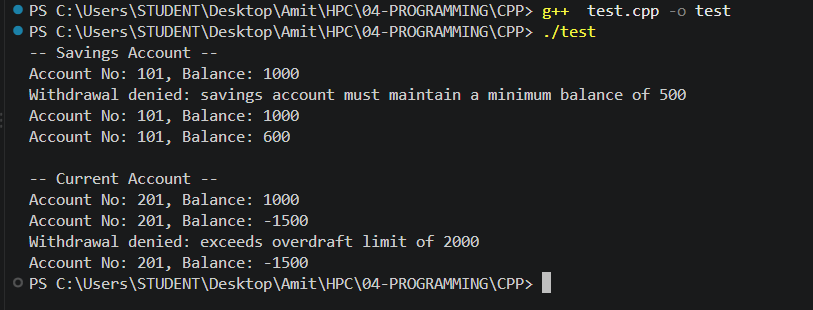 PS C:\Users\STUDENT\Desktop\Amit\HPC\04-PROGRAMMING\CPP> g++  test.cpp -o test
PS C:\Users\STUDENT\Desktop\Amit\HPC\04-PROGRAMMING\CPP> ./test
-- Savings Account --
Account No: 101, Balance: 1000
Withdrawal denied: savings account must maintain a minimum balance of 500
Account No: 101, Balance: 1000
Account No: 101, Balance: 600

-- Current Account --
Account No: 201, Balance: 1000
Account No: 201, Balance: -1500
Withdrawal denied: exceeds overdraft limit of 2000
Account No: 201, Balance: -1500
PS C:\Users\STUDENT\Desktop\Amit\HPC\04-PROGRAMMING\CPP>